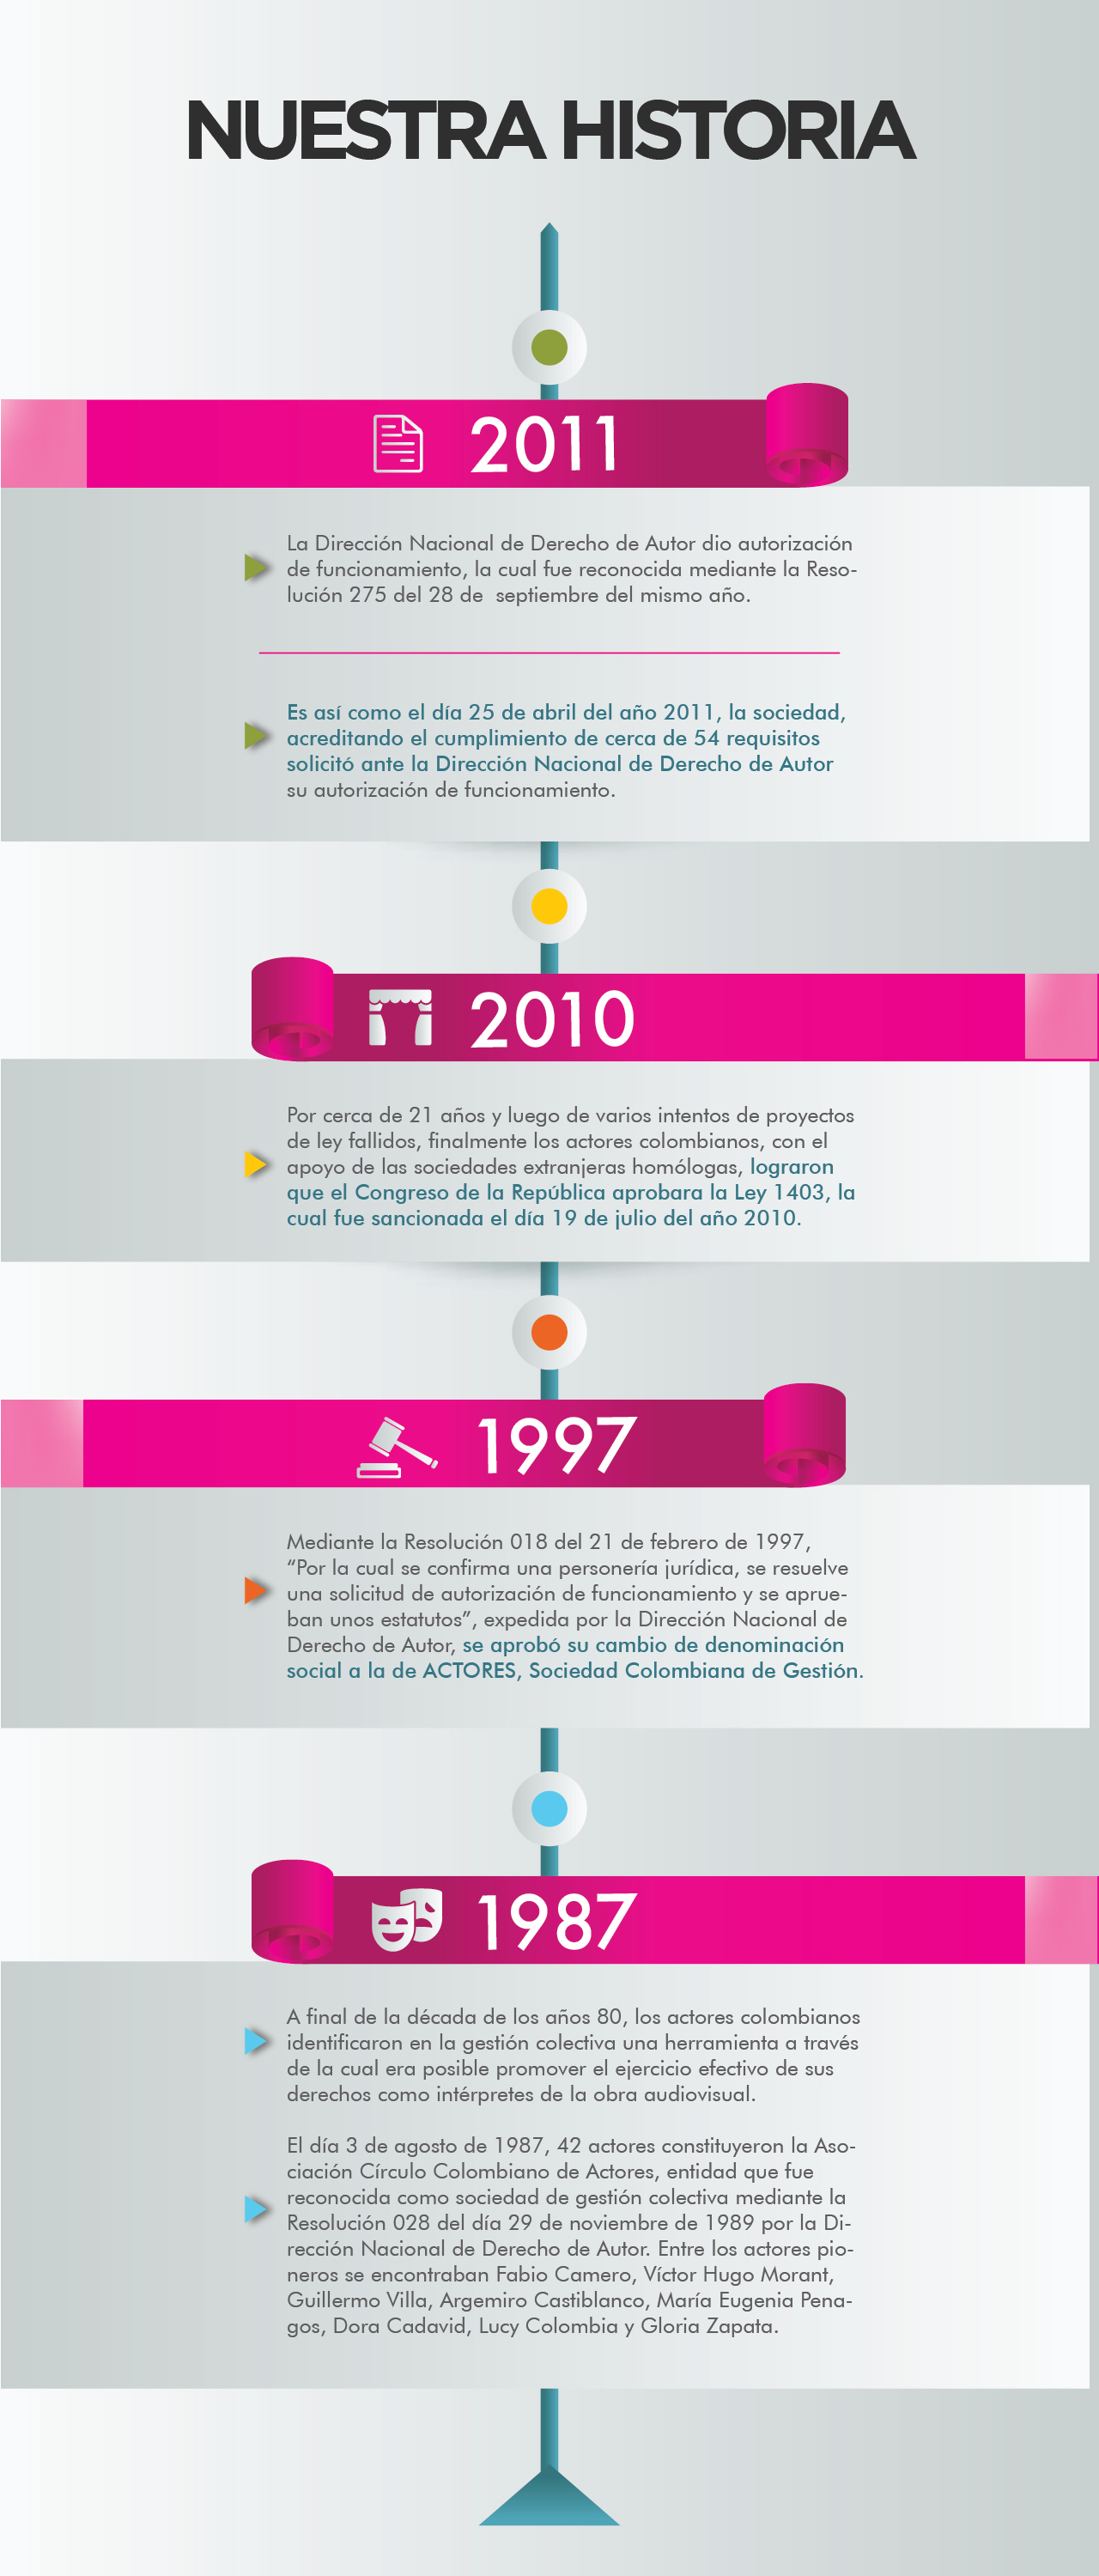 NUESTRA HISTORIA
2011
La Dirección Nacional de Derecho de Autor dio autorización
de funcionamiento, la cual fue reconocida mediante la Reso-
lución 275 del 28 de septiembre del mismo año.
Es así como el día 25 de abril del año 2011, la sociedad,
acreditando el cumplimiento de cerca de 54 requisitos
solicitó ante la Dirección Nacional de Derecho de Autor
su autorización de funcionamiento.
2010
Por cerca de 21 años y luego de varios intentos de proyectos
de ley fallidos, finalmente los actores colombianos, con el
apoyo de las sociedades extranjeras homólogas, lograron
que el Congreso de la República aprobara la Ley 1403, la
cual fue sancionada el día 19 de julio del año 2010.
1997
Mediante la Resolución 018 del 21 de febrero de 1997,
“Por la cual se confirma una personería jurídica, se resuelve
una solicitud de autorización de funcionamiento y se aprue-
ban unos estatutos”, expedida por la Dirección Nacional de
Derecho de Autor, se aprobó su cambio de denominación
social a la de ACTORES, Sociedad Colombiana de Gestión.
1987
A final de la década de los años 80, los actores colombianos
identificaron en la gestión colectiva una herramienta a través
de la cual era posible promover el ejercicio efectivo de sus
derechos como intérpretes de la obra audiovisual.
El día 3 de agosto de 1987, 42 actores constituyeron la Aso-
ciación Círculo Colombiano de Actores, entidad que fue
reconocida como sociedad de gestión colectiva mediante la
Resolución 028 del día 29 de noviembre de 1989 por la Di-
rección Nacional de Derecho de Autor. Entre los actores pio-
neros se encontraban Fabio Camero, Víctor Hugo Morant,
Guillermo Villa, Argemiro Castiblanco, María Eugenia Pena-
gos, Dora Cadavid, Lucy Colombia y Gloria Zapata.